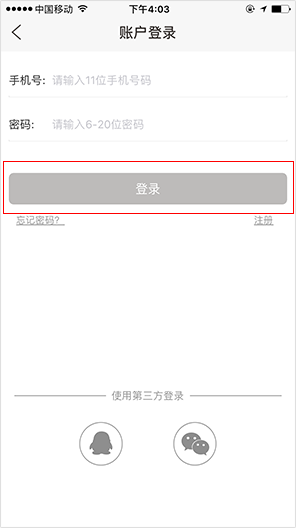 中国移动 下午4:03
账户登录
手机号: 请输入11位手机号码
密码: 请输入6-20位密码
登录
忘记密码? 注册
使用第三方登录